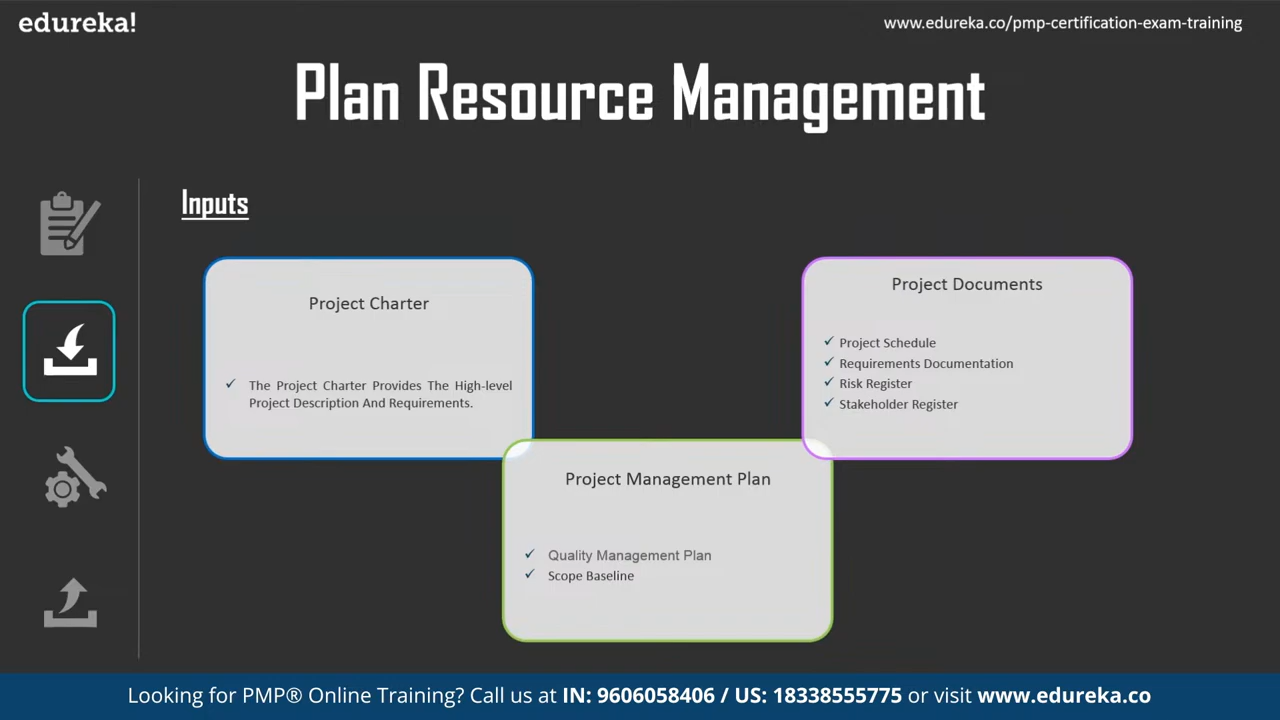 edureka!
www.edureka.co/pmp-certification-exam-training
Plan Resource Management
Inputs
Project Charter
✓ The Project Charter Provides The High-level
Project Description And Requirements.
Project Documents
✓ Project Schedule
✓ Requirements Documentation
✓ Risk Register
✓ Stakeholder Register
Project Management Plan
✓ Quality Management Plan
✓ Scope Baseline
Looking for PMP® Online Training? Call us at IN: 9606058406 / US: 18338555775 or visit www.edureka.co